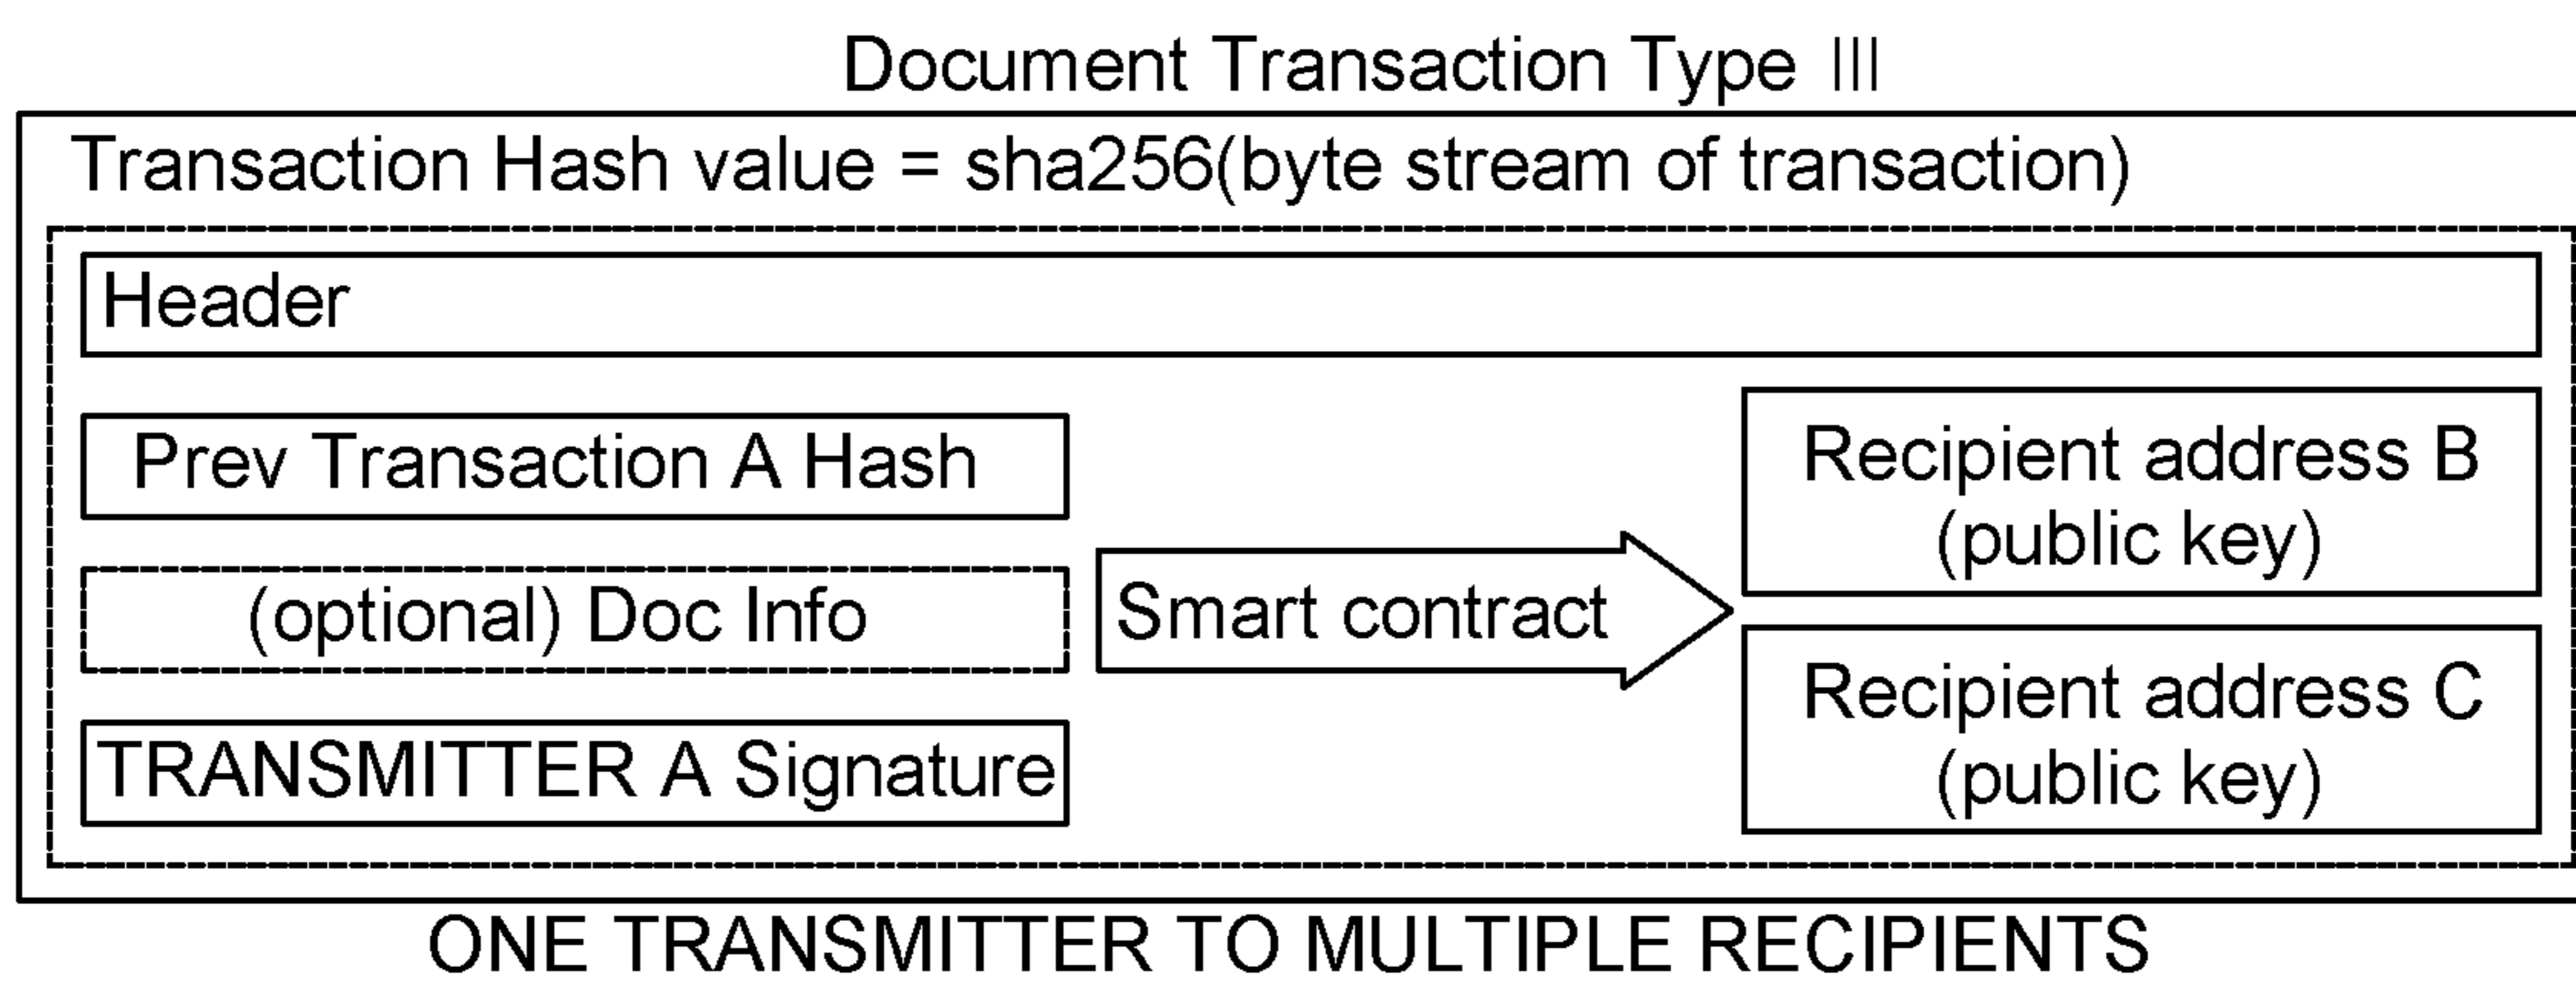 Document Transaction Type III
Transaction Hash value = sha256(byte stream of transaction)
Header
Prev Transaction A Hash
(optional) Doc Info
TRANSMITTER A Signature
Smart contract
Recipient address B
(public key)
Recipient address C
(public key)
ONE TRANSMITTER TO MULTIPLE RECIPIENTS